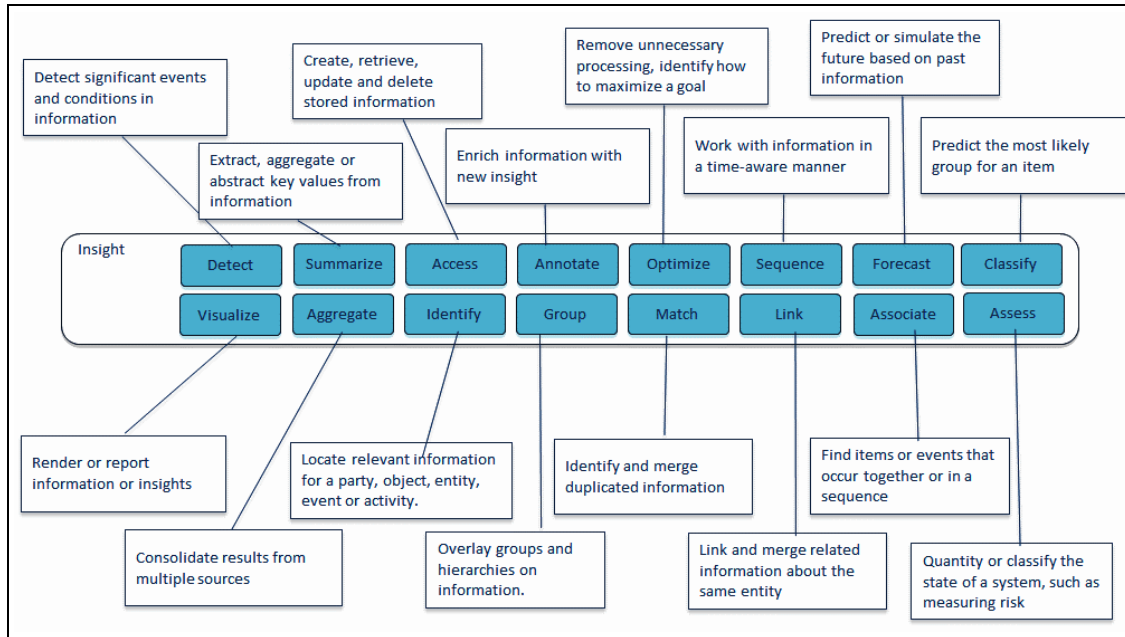 Detect significant events
and conditions in
information
Create, retrieve,
update and delete
stored information
Remove unnecessary
processing, identify how
to maximize a goal
Predict or simulate the
future based on past
information
Extract, aggregate or
abstract key values from
information
Enrich information with
new insight
Work with information in
a time-aware manner
Predict the most likely
group for an item
Insight
Detect
Summarize
Access
Annotate
Optimize
Sequence
Forecast
Classify
Visualize
Aggregate
Identify
Group
Match
Link
Associate
Assess
Render or report
information or insights
Locate relevant information
for a party, object, entity,
event or activity.
Identify and merge
duplicated information
Find items or events that
occur together or in a
sequence
Consolidate results from
multiple sources
Overlay groups and
hierarchies on
information.
Link and merge related
information about the
same entity
Quantity or classify the
state of a system, such as
measuring risk